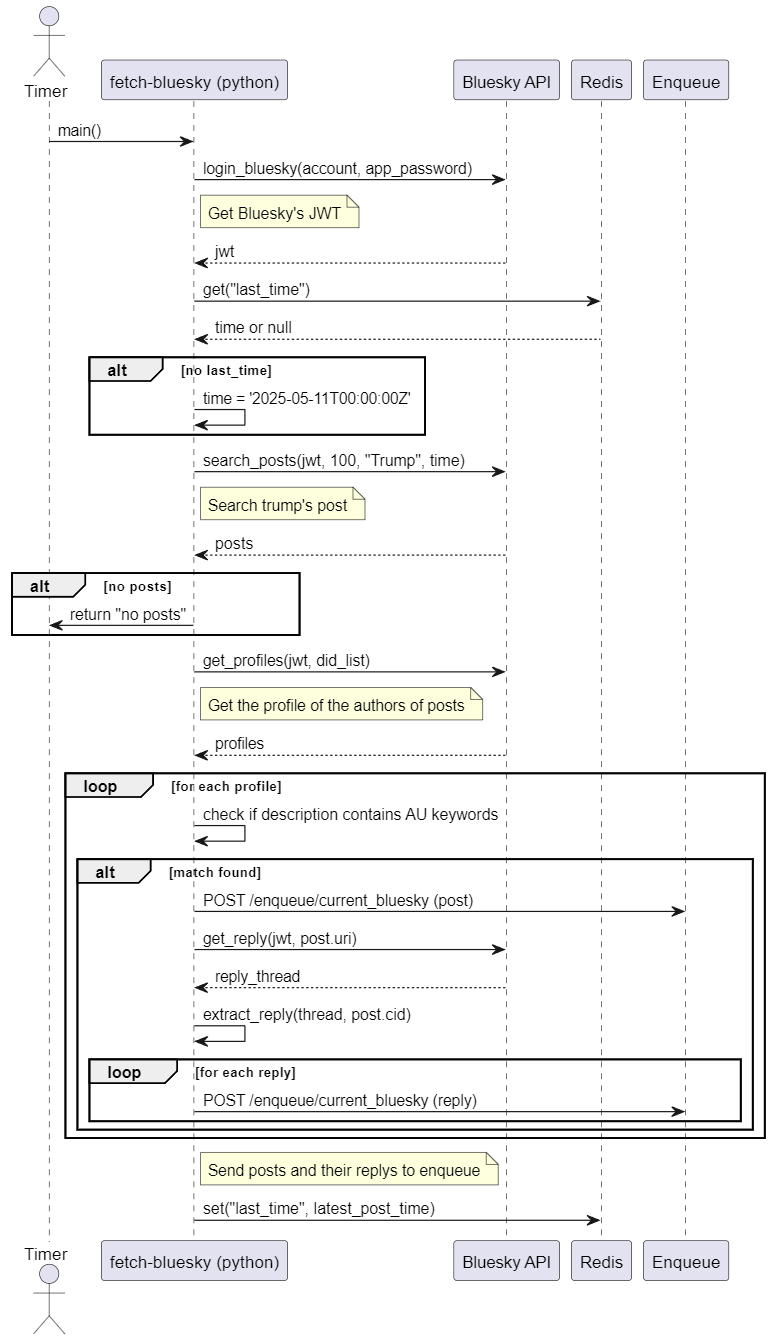 Timer
fetch-bluesky (python)
Bluesky API
Redis
Enqueue
main()
login_bluesky(account, app_password)
Get Bluesky's JWT
jwt
get("last_time")
time or null
alt
[no last_time]
time = '2025-05-11T00:00:00Z'
search_posts(jwt, 100, "Trump", time)
Search trump's post
posts
alt
[no posts]
return "no posts"
get_profiles(jwt, did_list)
Get the profile of the authors of posts
profiles
loop
[for each profile]
check if description contains AU keywords
alt
[match found]
POST /enqueue/current_bluesky (post)
get_reply(jwt, post.uri)
reply_thread
extract_reply(thread, post.cid)
loop
[for each reply]
POST /enqueue/current_bluesky (reply)
Send posts and their replys to enqueue
set("last_time", latest_post_time)
Timer
fetch-bluesky (python)
Bluesky API
Redis
Enqueue